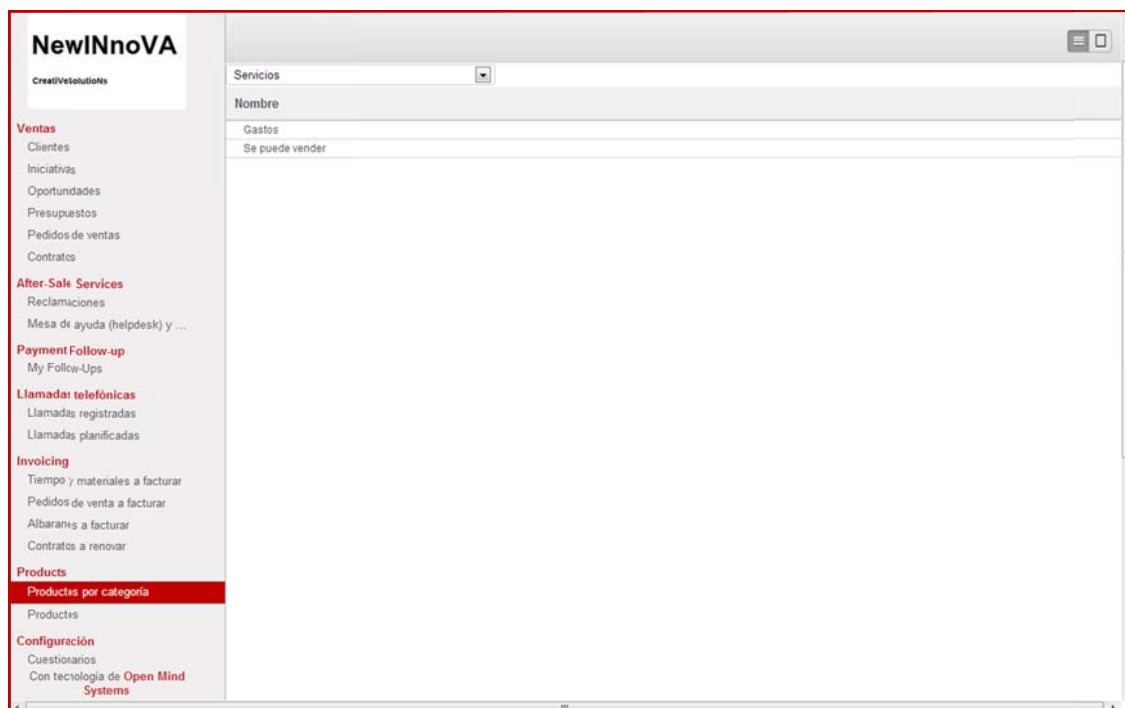 NewINnoVA
CreatiVeSolutioNs
Servicios
Nombre
Gastos
Se puede vender
Ventas
Clientes
Iniciativas
Oportunidades
Presupuestos
Pedidos de ventas
Contratos
After-Sale Services
Reclamaciones
Mesa de ayuda (helpdesk) y ...
Payment Follow-up
My Follow-Ups
Llamadas telefónicas
Llamadas registradas
Llamadas planificadas
Invoicing
Tiempo y materiales a facturar
Pedidos de venta a facturar
Albaranes a facturar
Contratos a renovar
Products
Productos por categoría
Productos
Configuración
Cuestionarios
Con tecnología de Open Mind
Systems